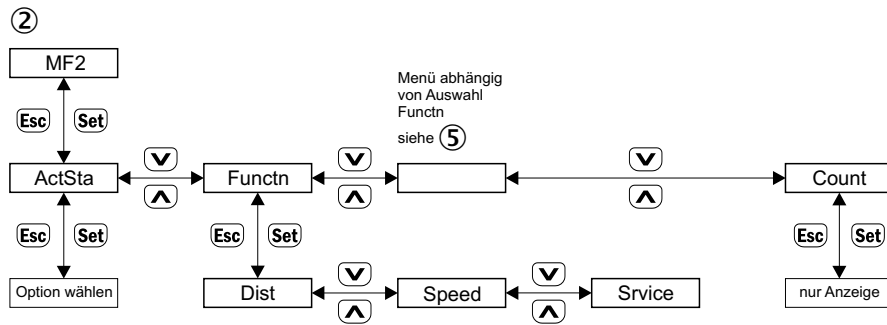 ②
MF2
Menü abhängig
von Auswahl
Functn
siehe ⑤
Esc Set
ActSta
Functn
Count
Esc Set
Esc Set
Esc Set
Option wählen
Dist
Speed
Srvice
nur Anzeige